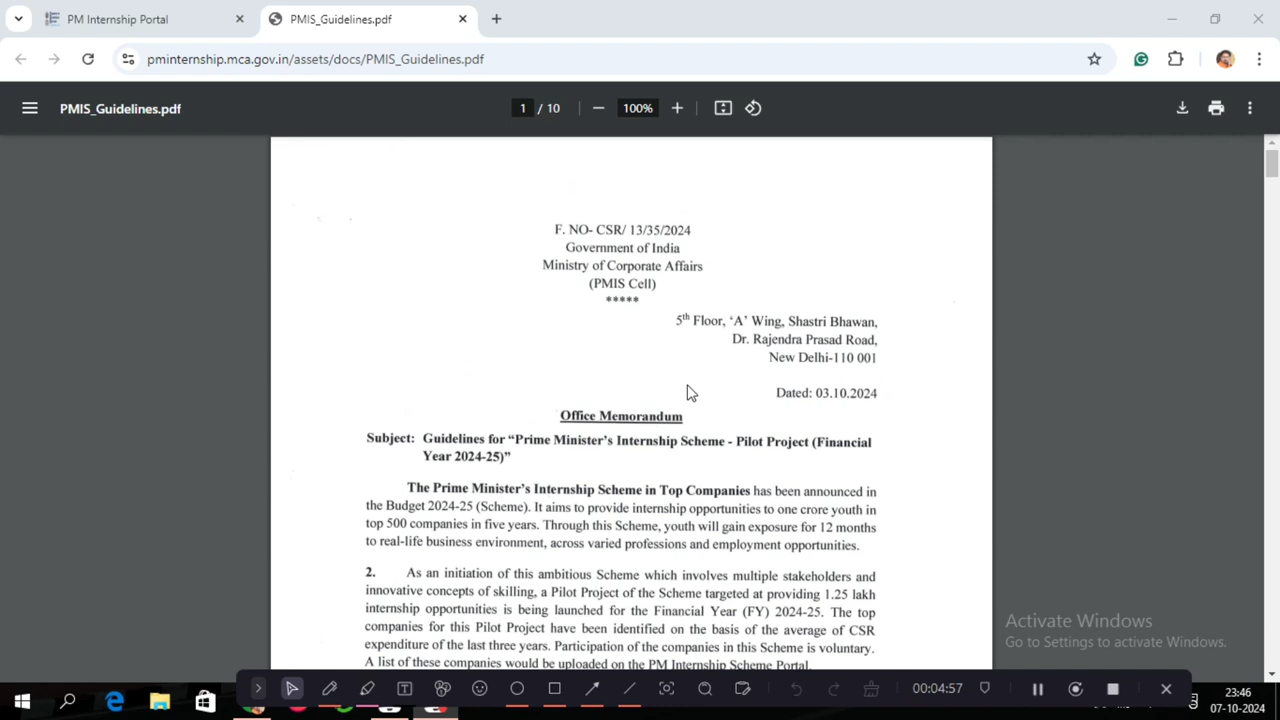 PM Internship Portal
PMIS_Guidelines.pdf
pminternship.mca.gov.in/assets/docs/PMIS_Guidelines.pdf
PMIS_Guidelines.pdf
1 / 10
100%
F. NO- CSR/ 13/35/2024
Government of India
Ministry of Corporate Affairs
(PMIS Cell)
*****
5th Floor, ‘A’ Wing, Shastri Bhawan,
Dr. Rajendra Prasad Road,
New Delhi-110 001
Dated: 03.10.2024
Office Memorandum
Subject: Guidelines for “Prime Minister’s Internship Scheme - Pilot Project (Financial
Year 2024-25)”
The Prime Minister’s Internship Scheme in Top Companies has been announced in
the Budget 2024-25 (Scheme). It aims to provide internship opportunities to one crore youth in
top 500 companies in five years. Through this Scheme, youth will gain exposure for 12 months
to real-life business environment, across varied professions and employment opportunities.
2. As an initiation of this ambitious Scheme which involves multiple stakeholders and
innovative concepts of skilling, a Pilot Project of the Scheme targeted at providing 1.25 lakh
internship opportunities is being launched for the Financial Year (FY) 2024-25. The top
companies for this Pilot Project have been identified on the basis of the average of CSR
expenditure of the last three years. Participation of the companies in this Scheme is voluntary.
A list of these companies would be uploaded on the PM Internship Scheme Portal.
Activate Windows
Go to Settings to activate Windows.
00:04:57
23:46
07-10-2024